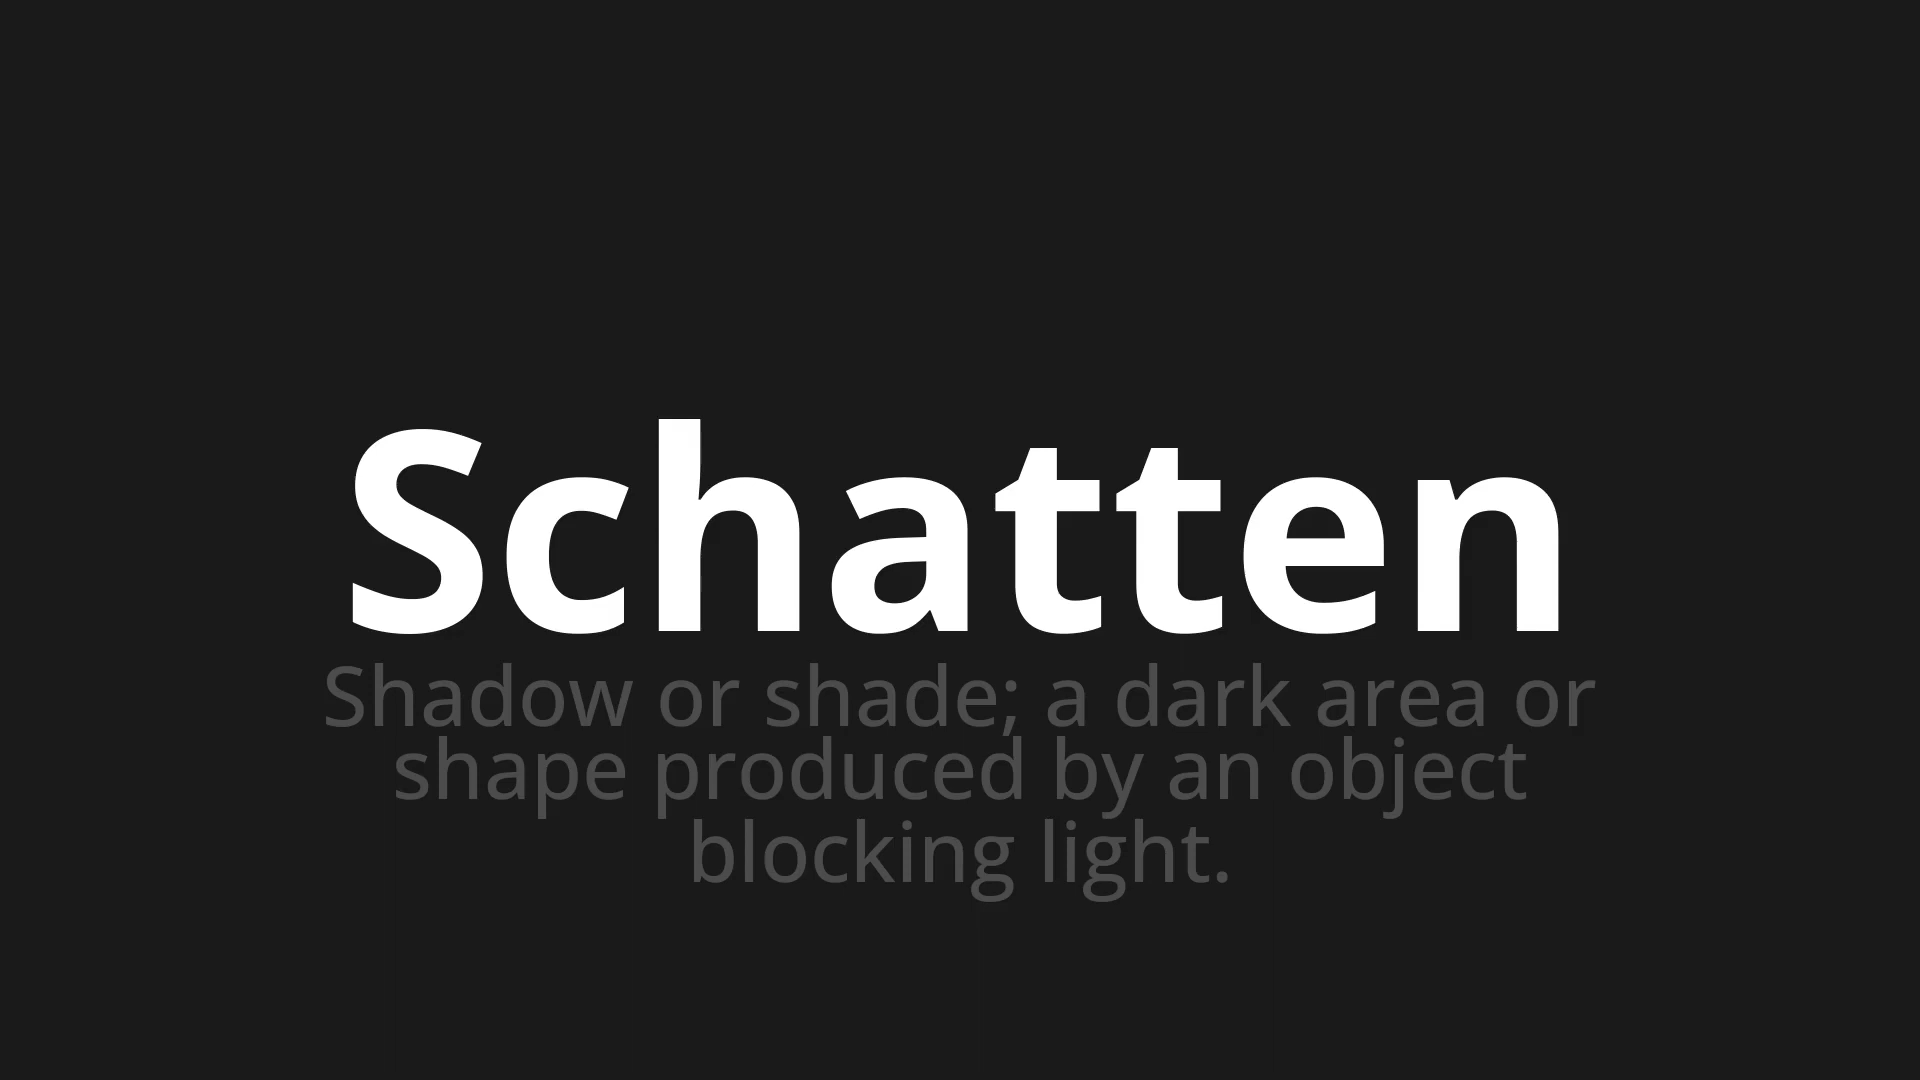 Schatten
Shadow or shade; a dark area or
shape produced by an object
blocking light.